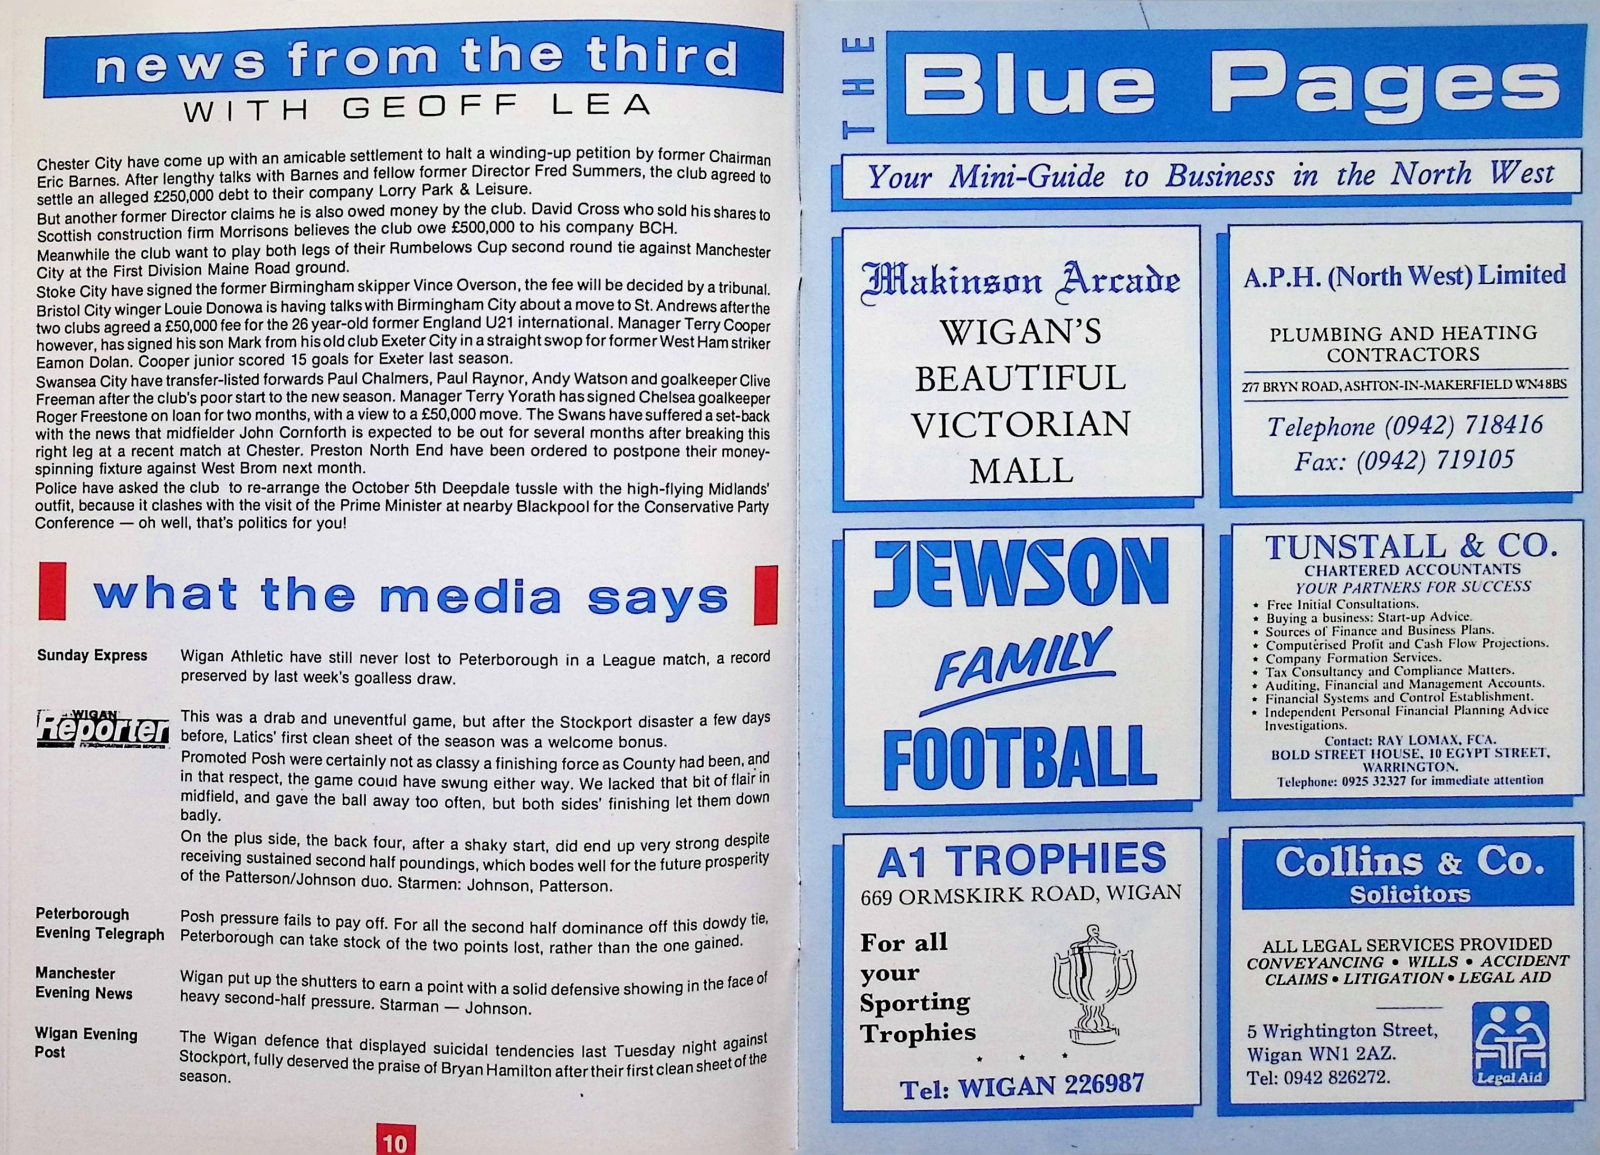 news from the third
WITH GEOFF LEA
Chester City have come up with an amicable settlement to halt a winding-up petition by former Chairman
Eric Barnes. After lengthy talks with Barnes and fellow former Director Fred Summers, the club agreed to
settle an alleged £250,000 debt to their company Lorry Park & Leisure.
But another former Director claims he is also owed money by the club. David Cross who sold his shares to
Scottish construction firm Morrisons believes the club owe £500,000 to his company BCH.
Meanwhile the club want to play both legs of their Rumbelows Cup second round tie against Manchester
City at the First Division Maine Road ground.
Stoke City have signed the former Birmingham skipper Vince Overson, the fee will be decided by a tribunal.
Bristol City winger Louie Donowa is having talks with Birmingham City about a move to St. Andrews after the
two clubs agreed a £50,000 fee for the 26 year-old former England U21 international. Manager Terry Cooper
however, has signed his son Mark from his old club Exeter City in a straight swop for former West Ham striker
Eamon Dolan. Cooper junior scored 15 goals for Exeter last season.
Swansea City have transfer-listed forwards Paul Chalmers, Paul Raynor, Andy Watson and goalkeeper Clive
Freeman after the club's poor start to the new season. Manager Terry Yorath has signed Chelsea goalkeeper
Roger Freestone on loan for two months, with a view to a £50,000 move. The Swans have suffered a set-back
with the news that midfielder John Cornforth is expected to be out for several months after breaking this
right leg at a recent match at Chester. Preston North End have been ordered to postpone their money-
spinning fixture against West Brom next month.
Police have asked the club to re-arrange the October 5th Deepdale tussle with the high-flying Midlands'
outfit, because it clashes with the visit of the Prime Minister at nearby Blackpool for the Conservative Party
Conference — oh well, that's politics for you!
what the media says
Sunday Express
Wigan Athletic have still never lost to Peterborough in a League match, a record
preserved by last week's goalless draw.
WIGAN
Reporter
This was a drab and uneventful game, but after the Stockport disaster a few days
before, Latics' first clean sheet of the season was a welcome bonus.
Promoted Posh were certainly not as classy a finishing force as County had been, and
in that respect, the game could have swung either way. We lacked that bit of flair in
midfield, and gave the ball away too often, but both sides' finishing let them down
badly.
On the plus side, the back four, after a shaky start, did end up very strong despite
receiving sustained second half poundings, which bodes well for the future prosperity
of the Patterson/Johnson duo. Starmen: Johnson, Patterson.
Peterborough
Evening Telegraph
Posh pressure fails to pay off. For all the second half dominance off this dowdy tie,
Peterborough can take stock of the two points lost, rather than the one gained.
Manchester
Evening News
Wigan put up the shutters to earn a point with a solid defensive showing in the face of
heavy second-half pressure. Starman — Johnson.
Wigan Evening
Post
The Wigan defence that displayed suicidal tendencies last Tuesday night against
Stockport, fully deserved the praise of Bryan Hamilton after their first clean sheet of the
season.
10
THE
Blue Pages
Your Mini-Guide to Business in the North West
Makinson Arcade
WIGAN'S
BEAUTIFUL
VICTORIAN
MALL
A.P.H. (North West) Limited
PLUMBING AND HEATING
CONTRACTORS
277 BRYN ROAD, ASHTON-IN-MAKERFIELD WN4 8BS
Telephone (0942) 718416
Fax: (0942) 719105
JEWSON
FAMILY
FOOTBALL
TUNSTALL & CO.
CHARTERED ACCOUNTANTS
YOUR PARTNERS FOR SUCCESS
* Free Initial Consultations.
* Buying a business: Start-up Advice.
* Sources of Finance and Business Plans.
* Computerised Profit and Cash Flow Projections.
* Company Formation Services.
* Tax Consultancy and Compliance Matters.
* Auditing, Financial and Management Accounts.
* Financial Systems and Control Establishment.
* Independent Personal Financial Planning Advice
Investigations.
Contact: RAY LOMAX, FCA.
BOLD STREET HOUSE, 10 EGYPT STREET,
WARRINGTON.
Telephone: 0925 32327 for immediate attention
A1 TROPHIES
669 ORMSKIRK ROAD, WIGAN
For all
your
Sporting
Trophies
* * *
Tel: WIGAN 226987
Collins & Co.
Solicitors
ALL LEGAL SERVICES PROVIDED
CONVEYANCING • WILLS • ACCIDENT
CLAIMS • LITIGATION • LEGAL AID
5 Wrightington Street,
Wigan WN1 2AZ.
Tel: 0942 826272.
Legal Aid